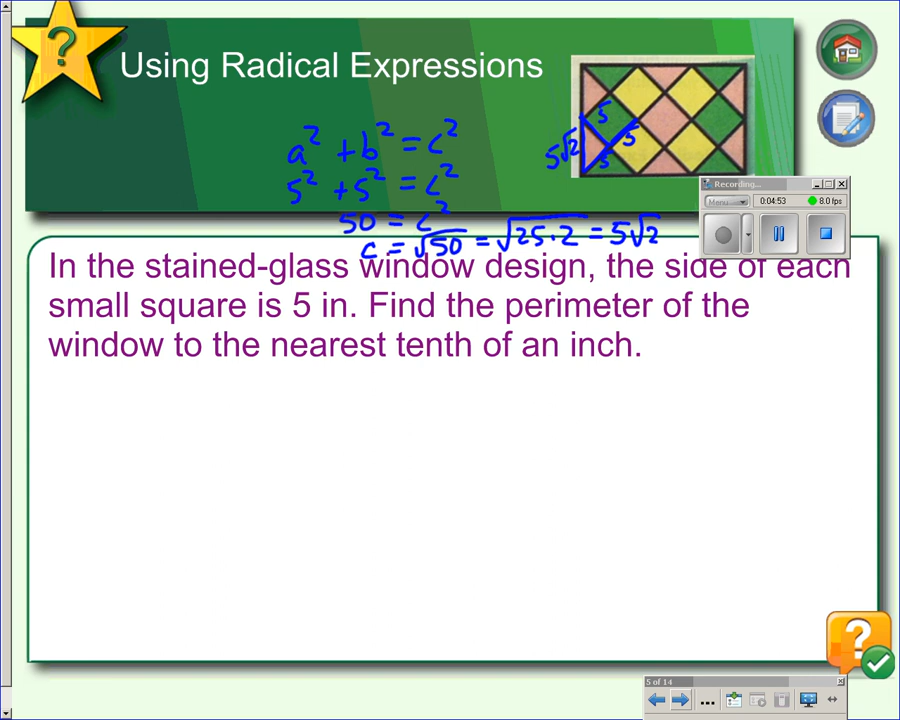 Using Radical Expressions
a² + b² = c²
5² + 5² = c²
50 = c²
c = √50 = √25·2 = 5√2
5
5
5√2
5
Recording...
Menu
0:04:53
8.0 fps
In the stained-glass window design, the side of each
small square is 5 in. Find the perimeter of the
window to the nearest tenth of an inch.
5 of 14